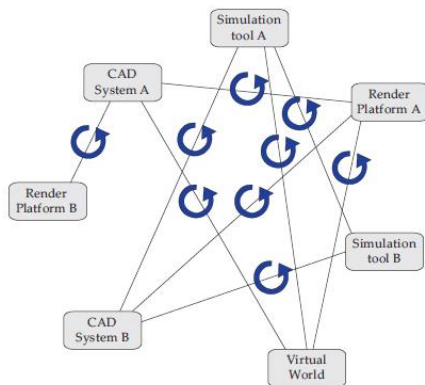 Simulation
tool A
CAD
System A
Render
Platform A
Render
Platform B
Simulation
tool B
CAD
System B
Virtual
World